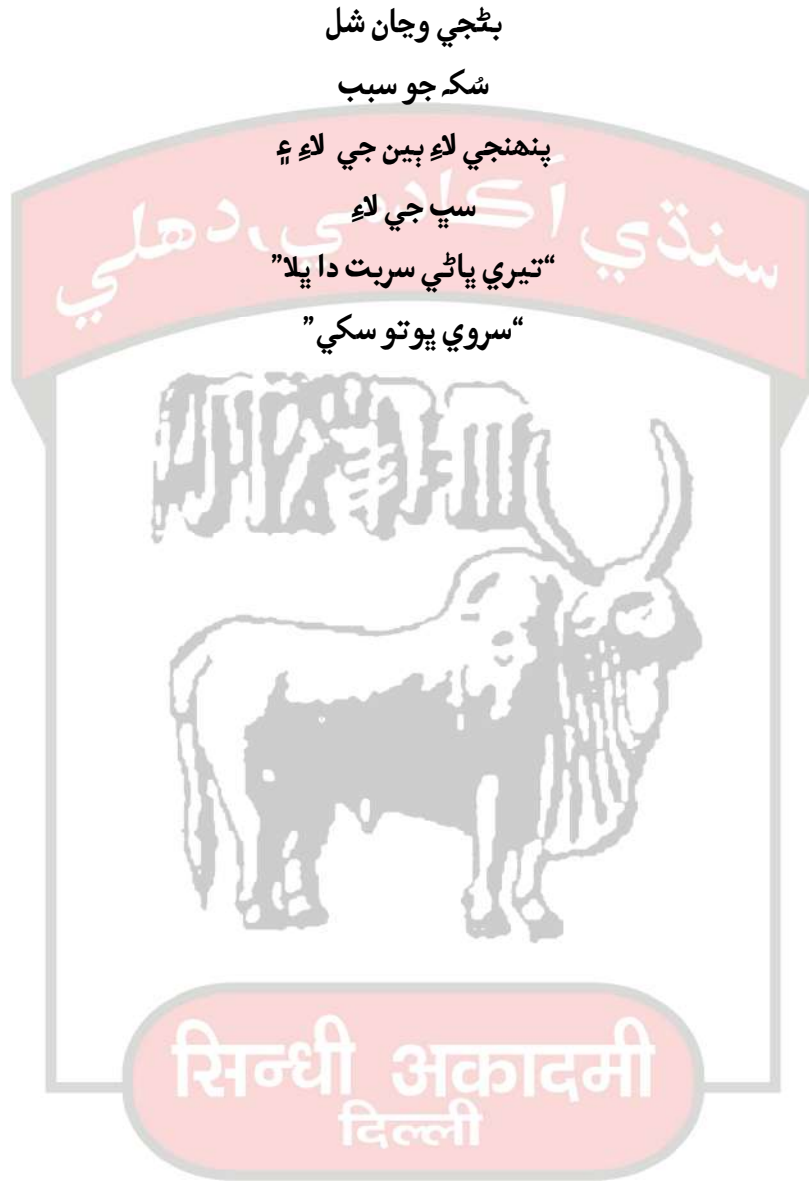 بڻجي وڃان شل
سُک جو سبب
پنهنجي لاءِ ٻين جي لاءِ ۽
سڀ جي لاءِ
“تيري ڀاڻي سربت دا ڀلا”
“سروي ڀوتو سکي”
سنڌي اڪادمي، دهلي
सिन्धी अकादमी
दिल्ली